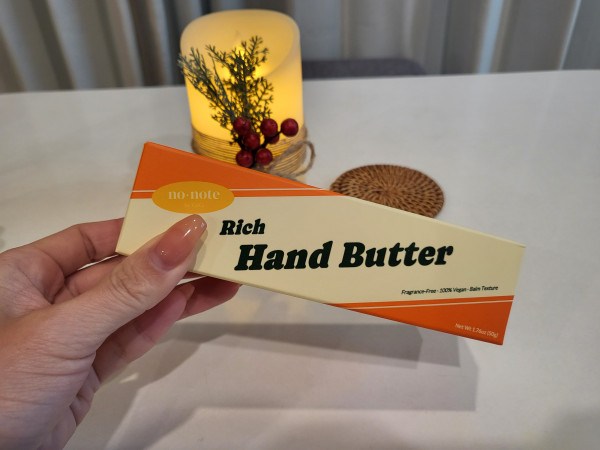 no·note
Rich
Hand Butter
Fragrance-Free · 100% Vegan · Balm Texture
Net Wt. 1.76oz (50g)